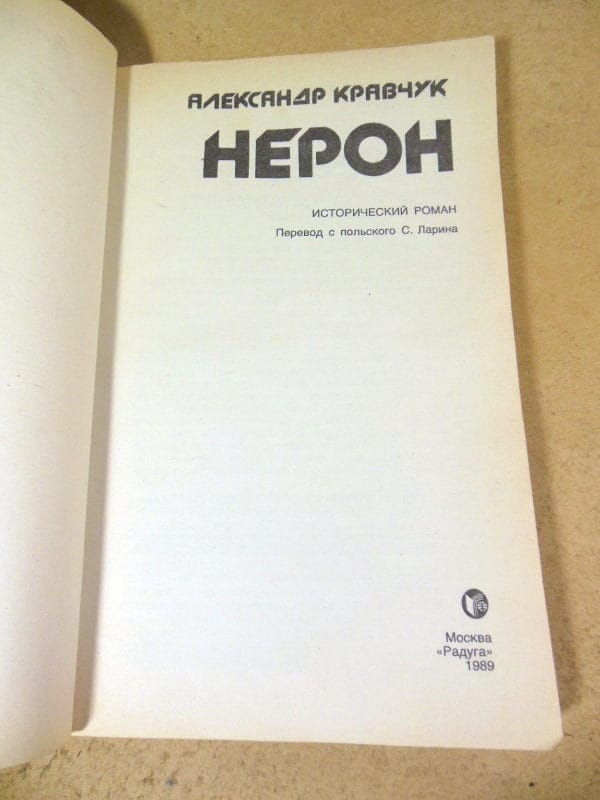 АЛЕКСАНДР КРАВЧУК
НЕРОН
ИСТОРИЧЕСКИЙ РОМАН
Перевод с польского С. Ларина
Москва
«Радуга»
1989